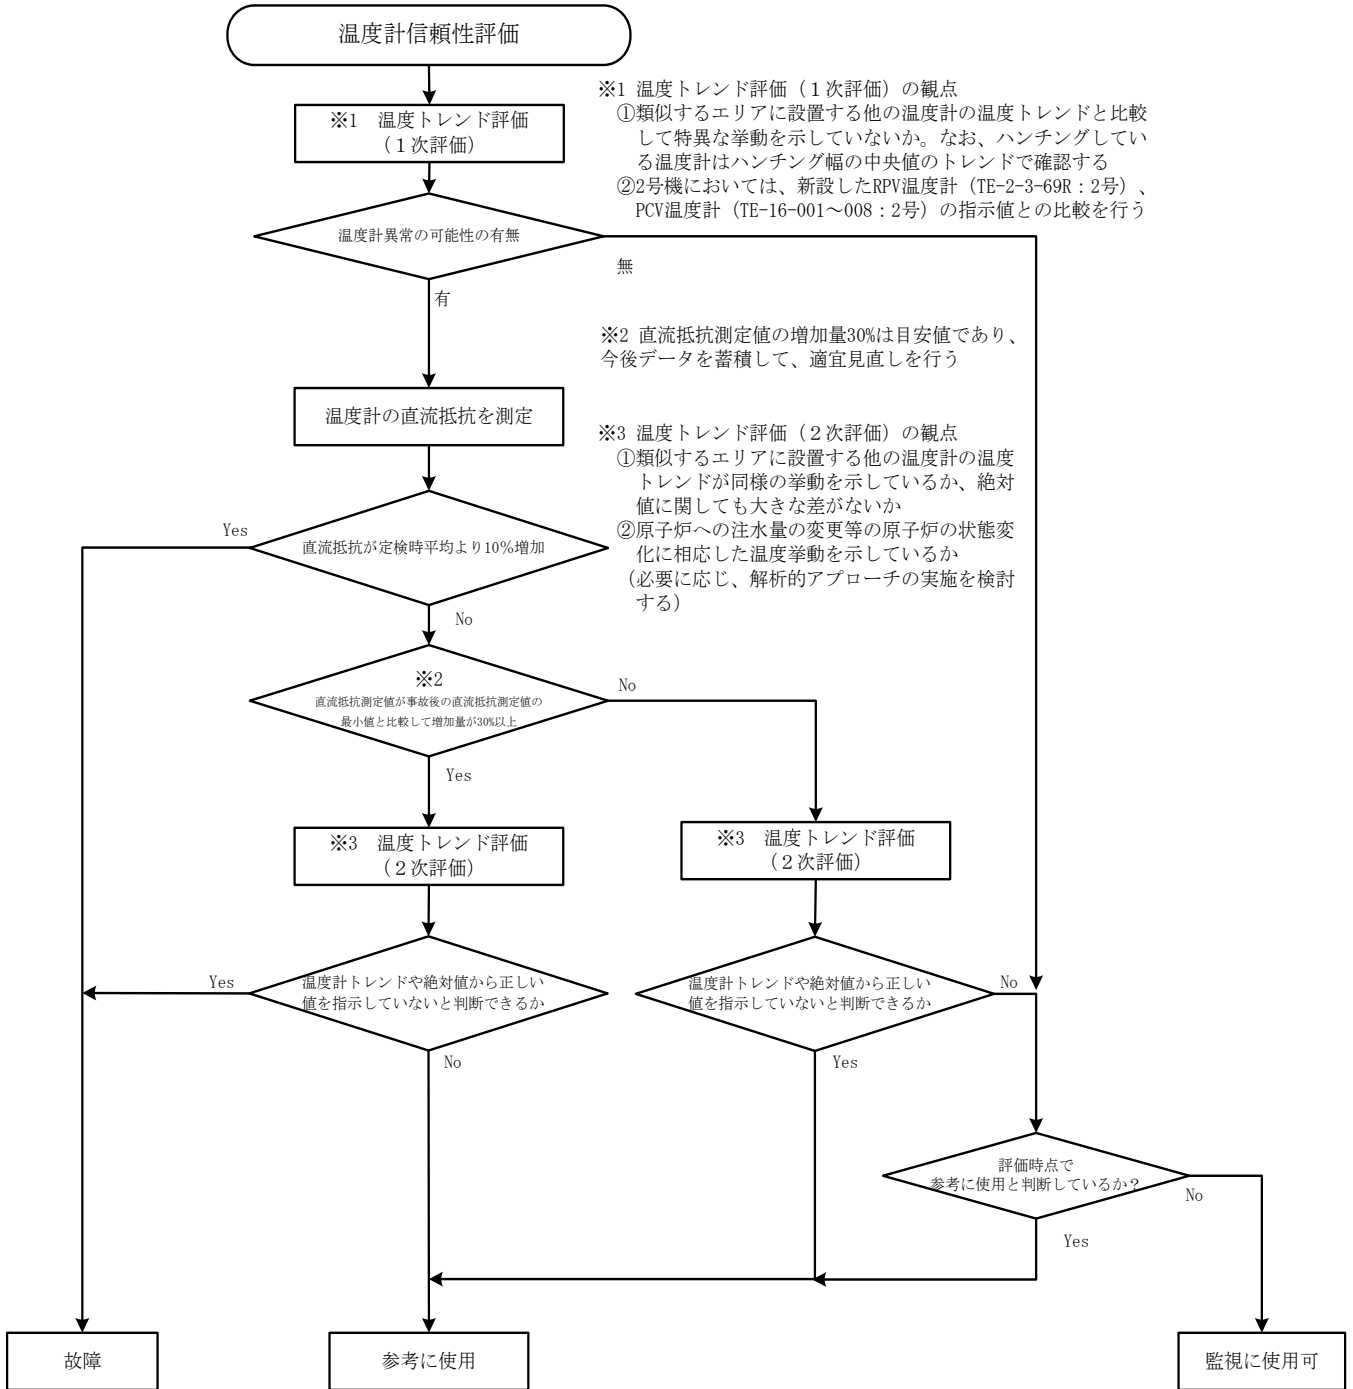 温度計信頼性評価
※1 温度トレンド評価
(１次評価)
※1 温度トレンド評価（１次評価）の観点
①類似するエリアに設置する他の温度計の温度トレンドと比較
して特異な挙動を示していないか。なお、ハンチングしてい
る温度計はハンチング幅の中央値のトレンドで確認する
②2号機においては、新設したRPV温度計（TE-2-3-69R：2号）、
PCV温度計（TE-16-001～008：2号）の指示値との比較を行う
温度計異常の可能性の有無
無
有
※2 直流抵抗測定値の増加量30%は目安値であり、
今後データを蓄積して、適宜見直しを行う
温度計の直流抵抗を測定
※3 温度トレンド評価（２次評価）の観点
①類似するエリアに設置する他の温度計の温度
トレンドが同様の挙動を示しているか、絶対
値に関しても大きな差がないか
②原子炉への注水量の変更等の原子炉の状態変
化に相応した温度挙動を示しているか
（必要に応じ、解析的アプローチの実施を検討
する）
Yes
直流抵抗が定検時平均より10%増加
No
※2
直流抵抗測定値が事故後の直流抵抗測定値の
最小値と比較して増加量が30%以上
No
Yes
※3 温度トレンド評価
(２次評価)
※3 温度トレンド評価
(２次評価)
Yes
温度計トレンドや絶対値から正しい
値を指示していないと判断できるか
No
温度計トレンドや絶対値から正しい
値を指示していないと判断できるか
No
Yes
評価時点で
参考に使用と判断しているか？
No
Yes
故障
参考に使用
監視に使用可